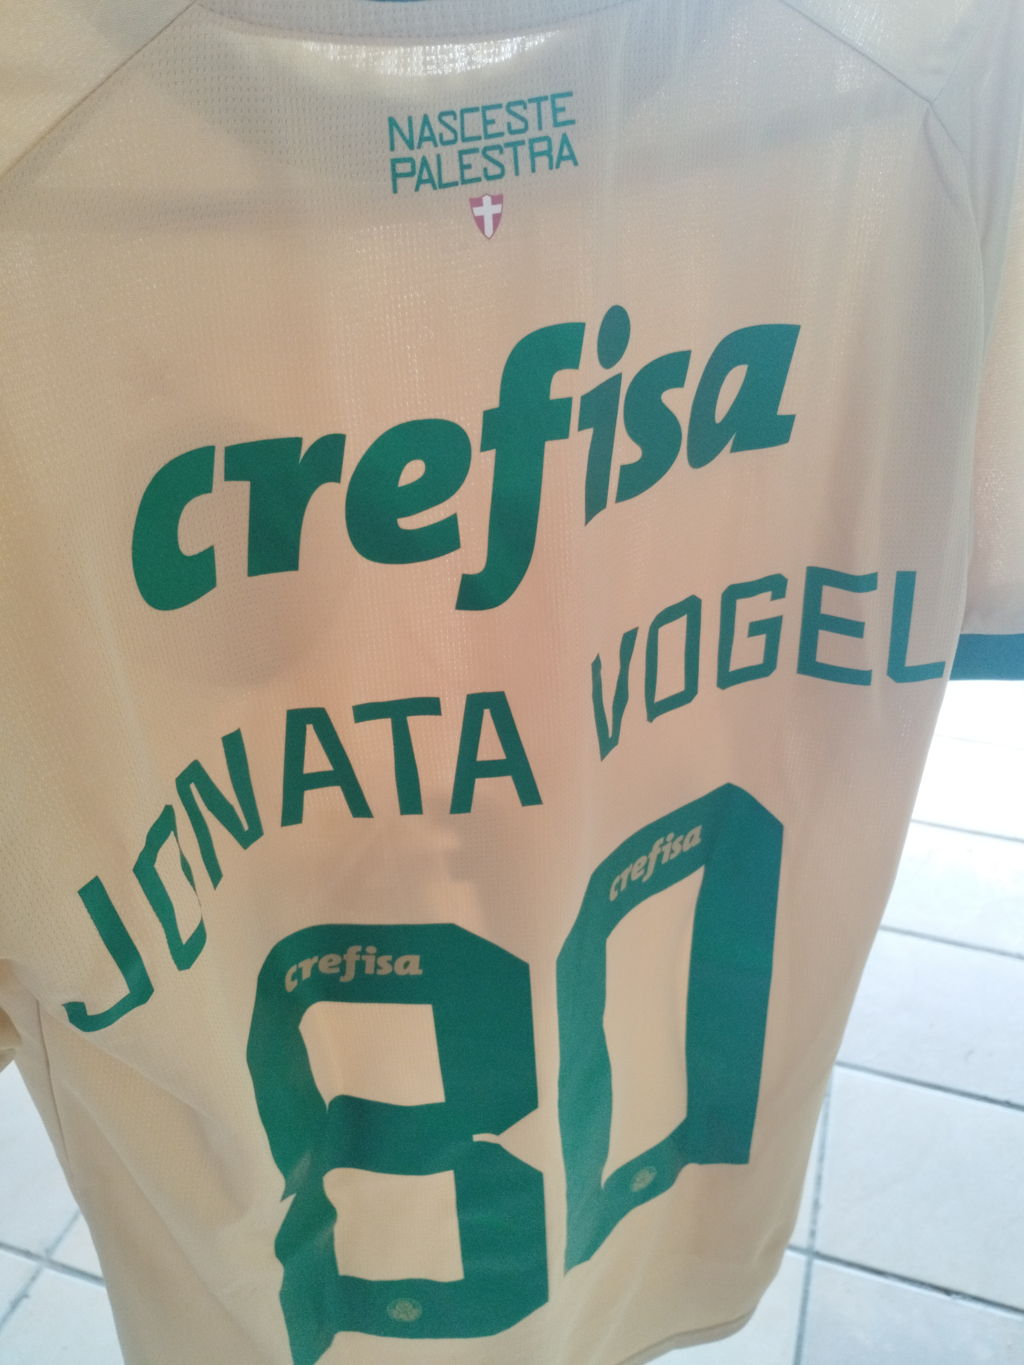 NASCESTE
PALESTRA
crefisa
JONATA VOGEL
80
crefisa
crefisa